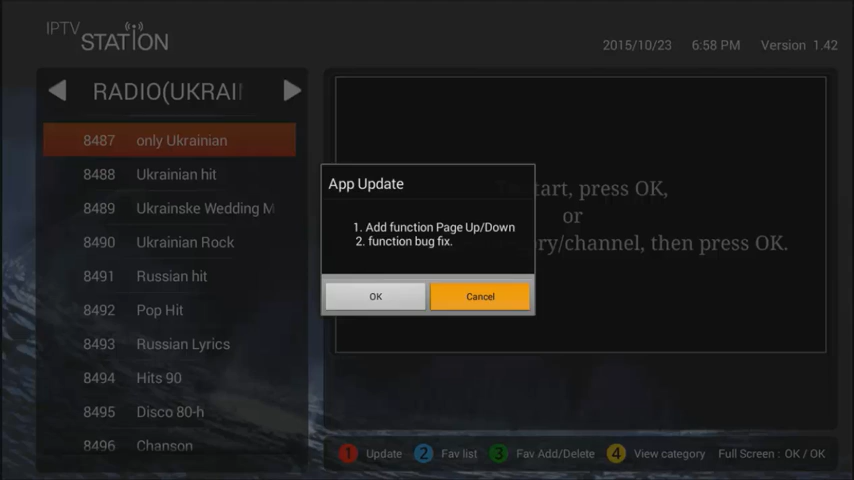 IPTV
STATION
2015/10/23 6:58 PM Version 1.42
RADIO(UKRAI
8487 only Ukrainian
8488 Ukrainian hit
8489 Ukrainske Wedding M
8490 Ukrainian Rock
8491 Russian hit
8492 Pop Hit
8493 Russian Lyrics
8494 Hits 90
8495 Disco 80-h
8496 Chanson
App Update
1. Add function Page Up/Down
2. function bug fix.
OK Cancel
press OK,
or
then press OK.
1 Update 2 Fav list 3 Fav Add/Delete 4 View category Full Screen : OK / OK